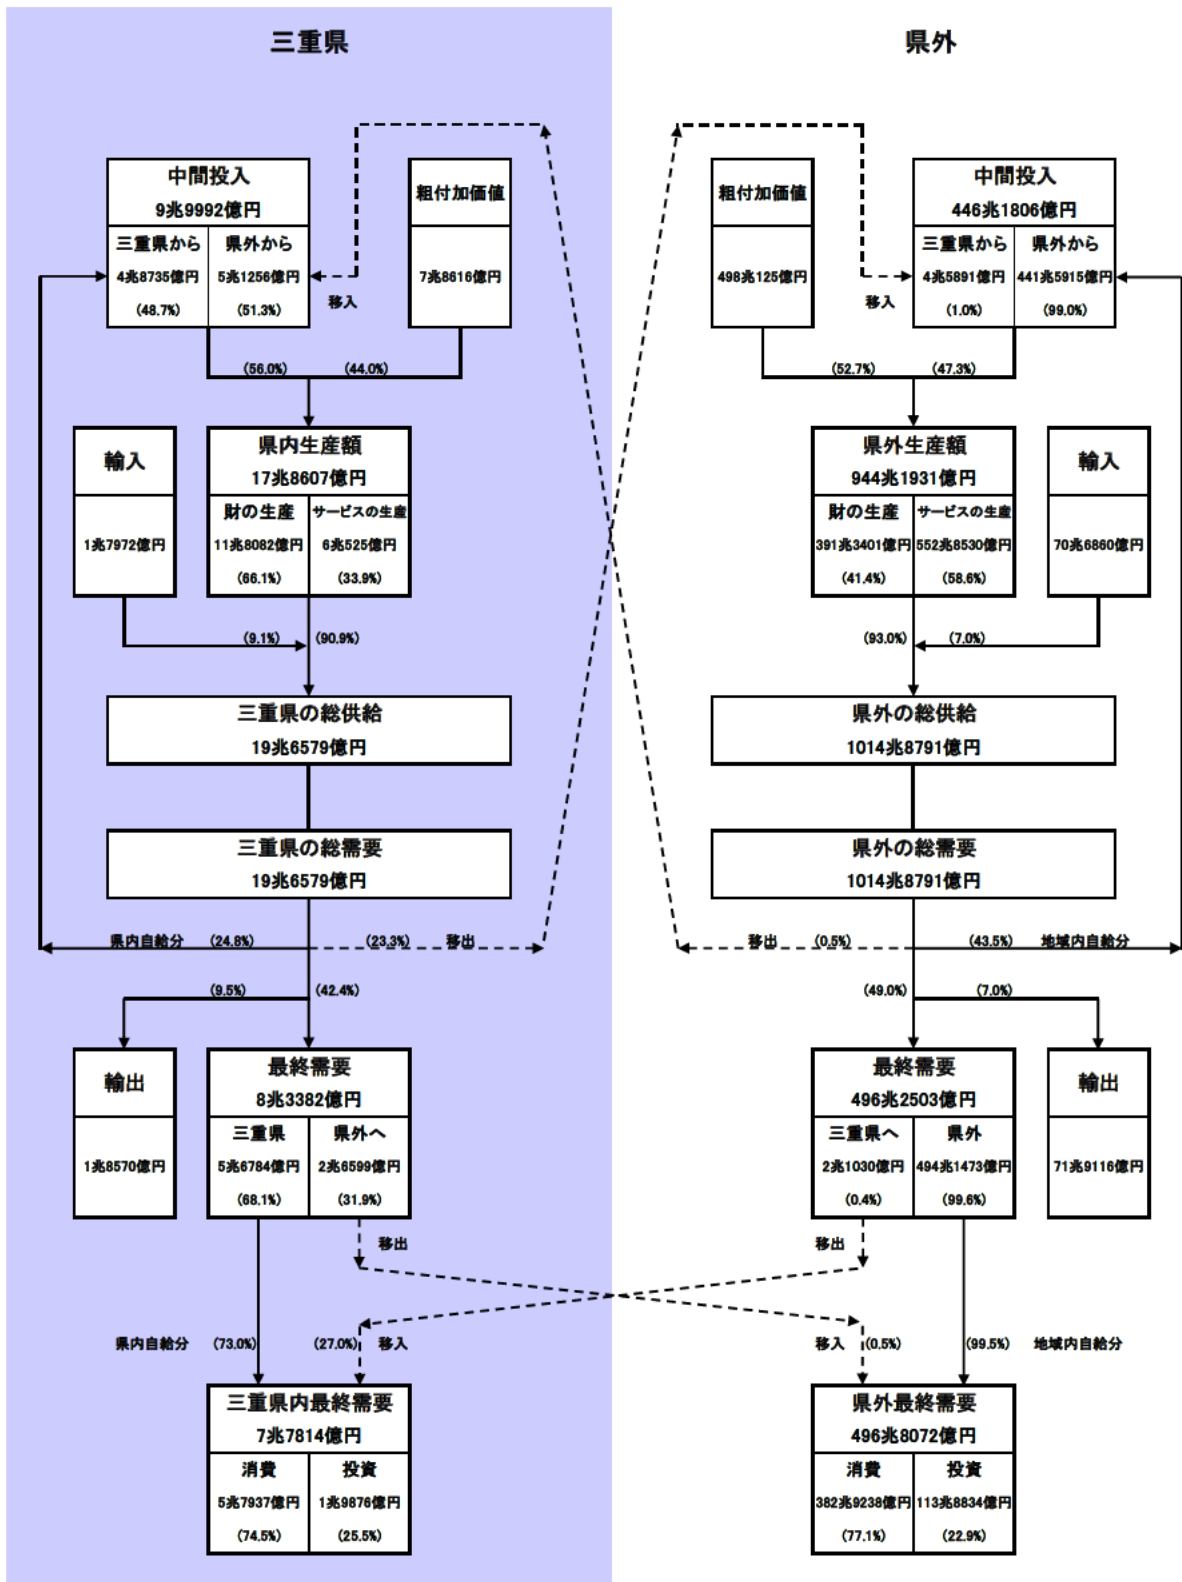 三重県
県外
中間投入
9兆9992億円
三重県から
県外から
4兆8735億円
5兆1256億円
(48.7%)
(51.3%)
粗付加価値
7兆8616億円
移入
粗付加価値
498兆125億円
中間投入
446兆1806億円
三重県から
県外から
4兆5891億円
441兆5915億円
(1.0%)
(99.0%)
移入
(56.0%)
(44.0%)
(52.7%)
(47.3%)
輸入
1兆7972億円
県内生産額
17兆8607億円
財の生産
サービスの生産
11兆8082億円
6兆525億円
(66.1%)
(33.9%)
県外生産額
944兆1931億円
財の生産
サービスの生産
391兆3401億円
552兆8530億円
(41.4%)
(58.6%)
輸入
70兆6860億円
(9.1%)
(90.9%)
(93.0%)
(7.0%)
三重県の総供給
19兆6579億円
県外の総供給
1014兆8791億円
三重県の総需要
19兆6579億円
県外の総需要
1014兆8791億円
県内自給分
(24.8%)
(23.3%)
移出
移出
(0.5%)
(43.5%)
地域内自給分
(9.5%)
(42.4%)
(49.0%)
(7.0%)
輸出
1兆8570億円
最終需要
8兆3382億円
三重県
県外へ
5兆6784億円
2兆6599億円
(68.1%)
(31.9%)
最終需要
496兆2503億円
三重県へ
県外
2兆1030億円
494兆1473億円
(0.4%)
(99.6%)
輸出
71兆9116億円
移出
移出
県内自給分
(73.0%)
(27.0%)
移入
移入
(0.5%)
(99.5%)
地域内自給分
三重県内最終需要
7兆7814億円
消費
投資
5兆7937億円
1兆9876億円
(74.5%)
(25.5%)
県外最終需要
496兆8072億円
消費
投資
382兆9238億円
113兆8834億円
(77.1%)
(22.9%)